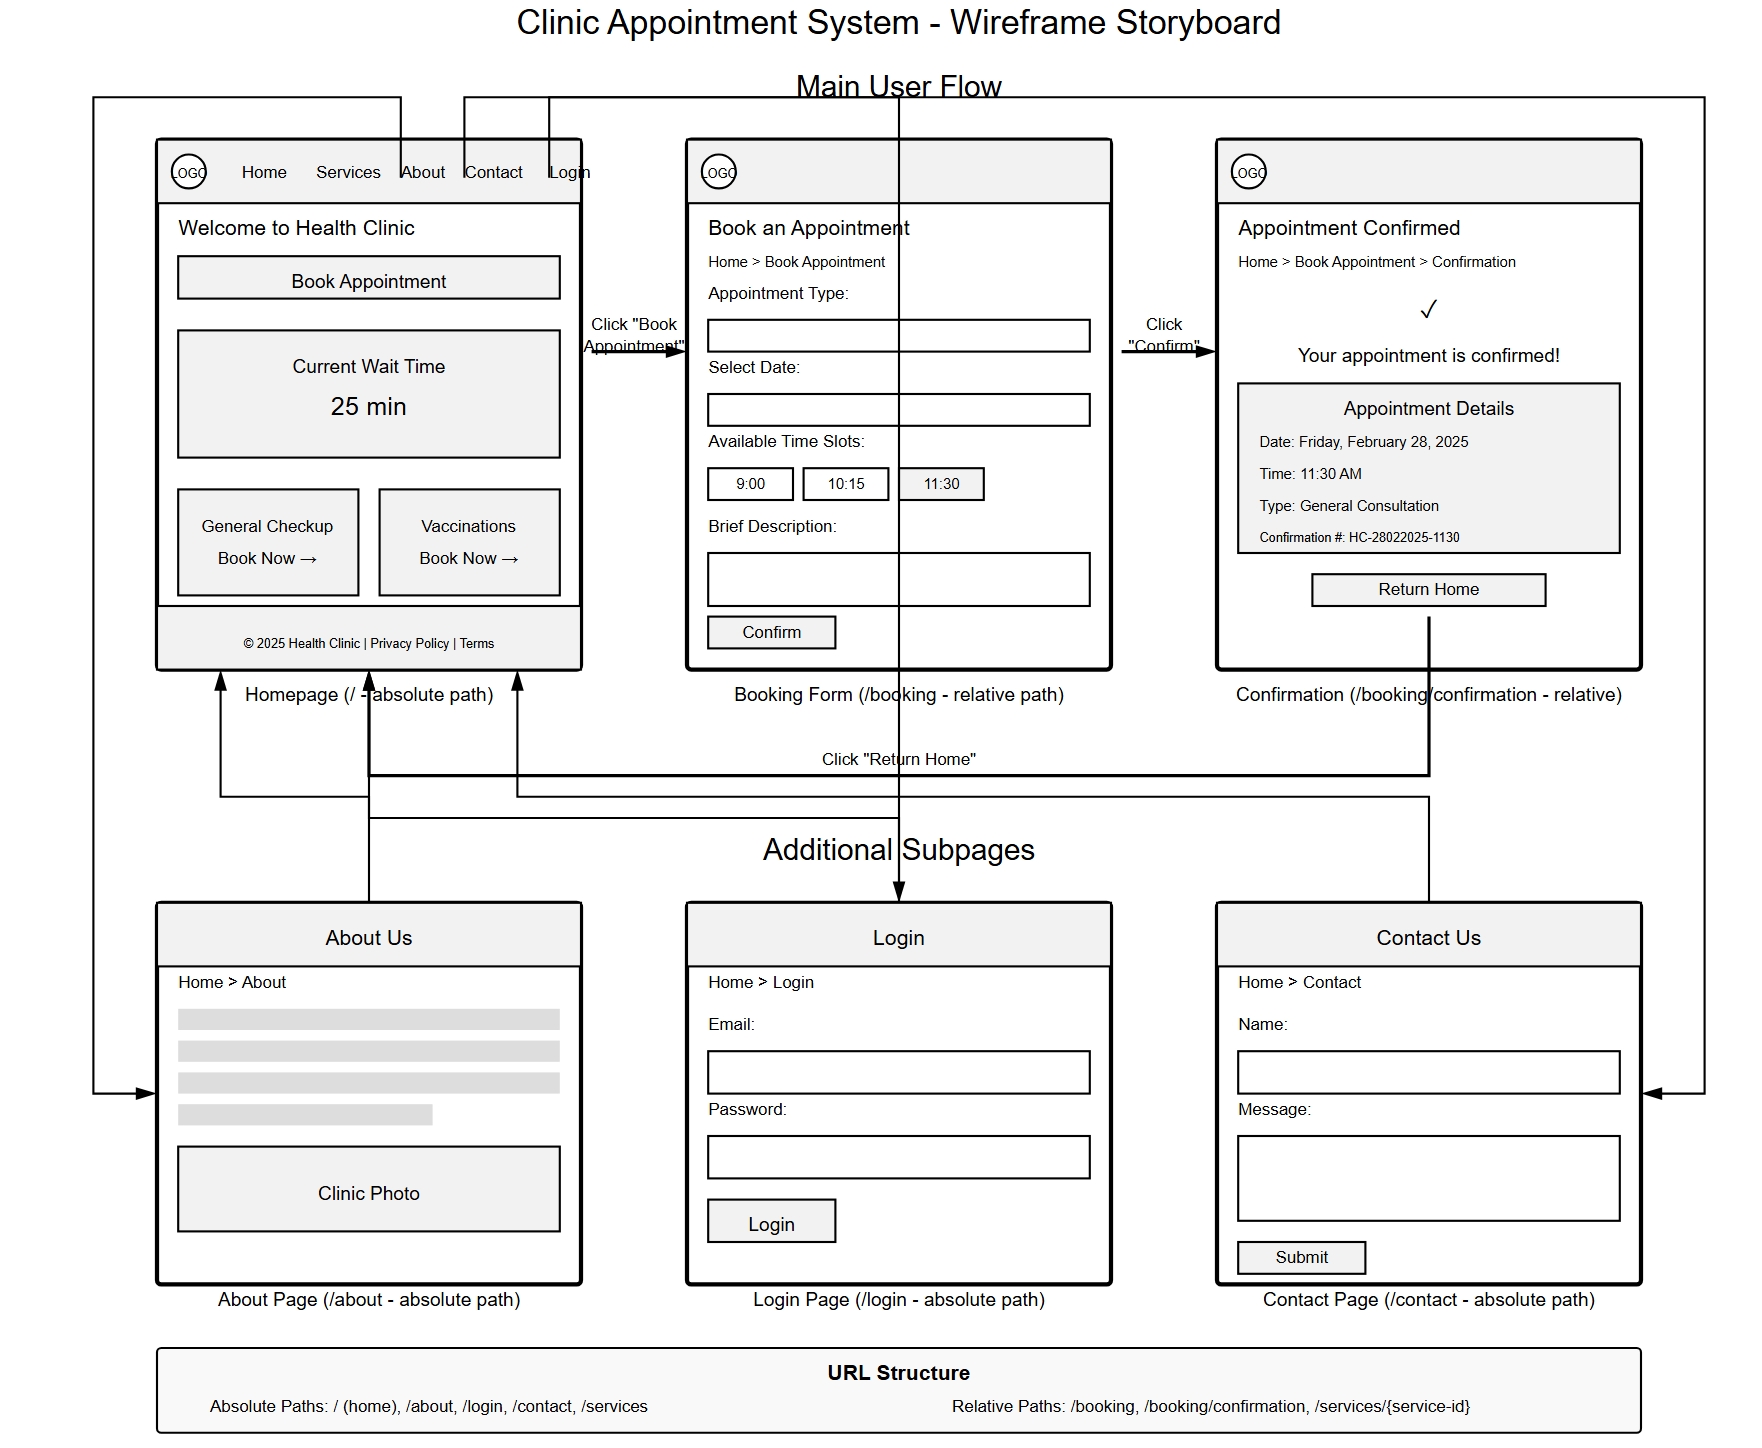 Clinic Appointment System - Wireframe Storyboard
Main User Flow
LOGO
Home
Services
About
Contact
Login
Welcome to Health Clinic
Book Appointment
Current Wait Time
25 min
General Checkup
Book Now →
Vaccinations
Book Now →
© 2025 Health Clinic | Privacy Policy | Terms
Homepage (/ - absolute path)
Click "Book
Appointment"
LOGO
Book an Appointment
Home > Book Appointment
Appointment Type:
Select Date:
Available Time Slots:
9:00
10:15
11:30
Brief Description:
Confirm
Booking Form (/booking - relative path)
Click
"Confirm"
LOGO
Appointment Confirmed
Home > Book Appointment > Confirmation
✓
Your appointment is confirmed!
Appointment Details
Date: Friday, February 28, 2025
Time: 11:30 AM
Type: General Consultation
Confirmation #: HC-28022025-1130
Return Home
Confirmation (/booking/confirmation - relative)
Click "Return Home"
Additional Subpages
About Us
Home > About
Clinic Photo
About Page (/about - absolute path)
Login
Home > Login
Email:
Password:
Login
Login Page (/login - absolute path)
Contact Us
Home > Contact
Name:
Message:
Submit
Contact Page (/contact - absolute path)
URL Structure
Absolute Paths: / (home), /about, /login, /contact, /services
Relative Paths: /booking, /booking/confirmation, /services/{service-id}